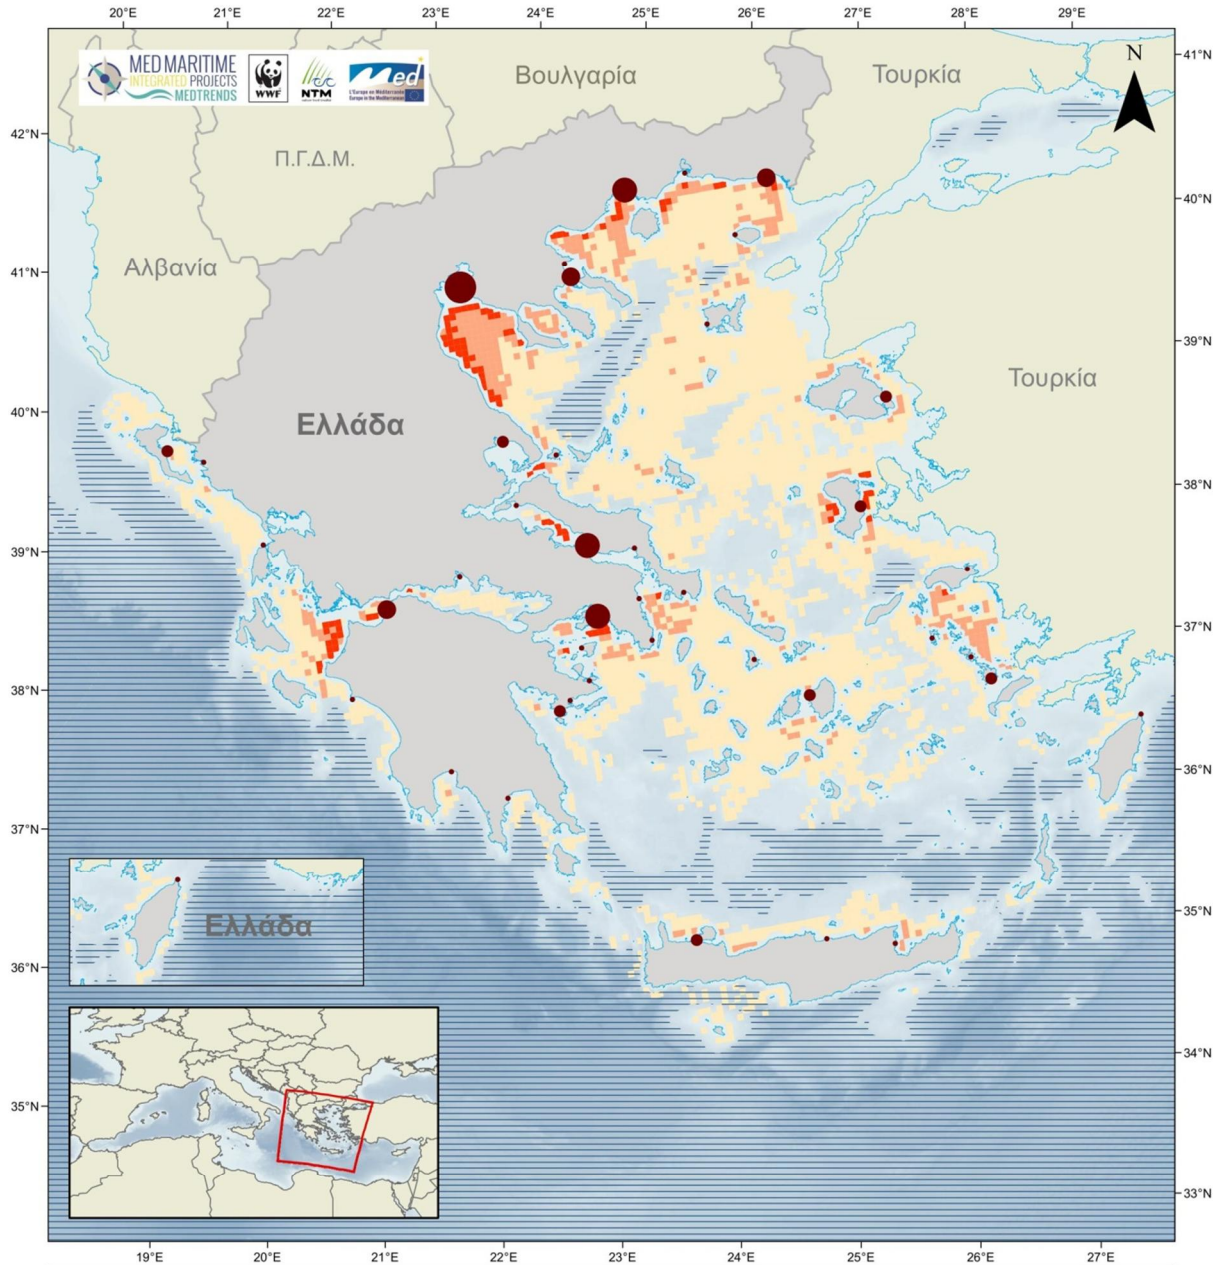 20°E 21°E 22°E 23°E 24°E 25°E 26°E 27°E 28°E 29°E
MED MARITIME
INTEGRATED PROJECTS
MEDTRENDS
WWF
NTM
Med
L'Europe en Méditerranée
Europe in the Mediterranean
N
41°N
Βουλγαρία
Τουρκία
42°N
Π.Γ.Δ.Μ.
40°N
Αλβανία
41°N
39°N
Τουρκία
40°N
Ελλάδα
38°N
39°N
37°N
38°N
36°N
37°N
35°N
Ελλάδα
36°N
34°N
35°N
33°N
19°E 20°E 21°E 22°E 23°E 24°E 25°E 26°E 27°E